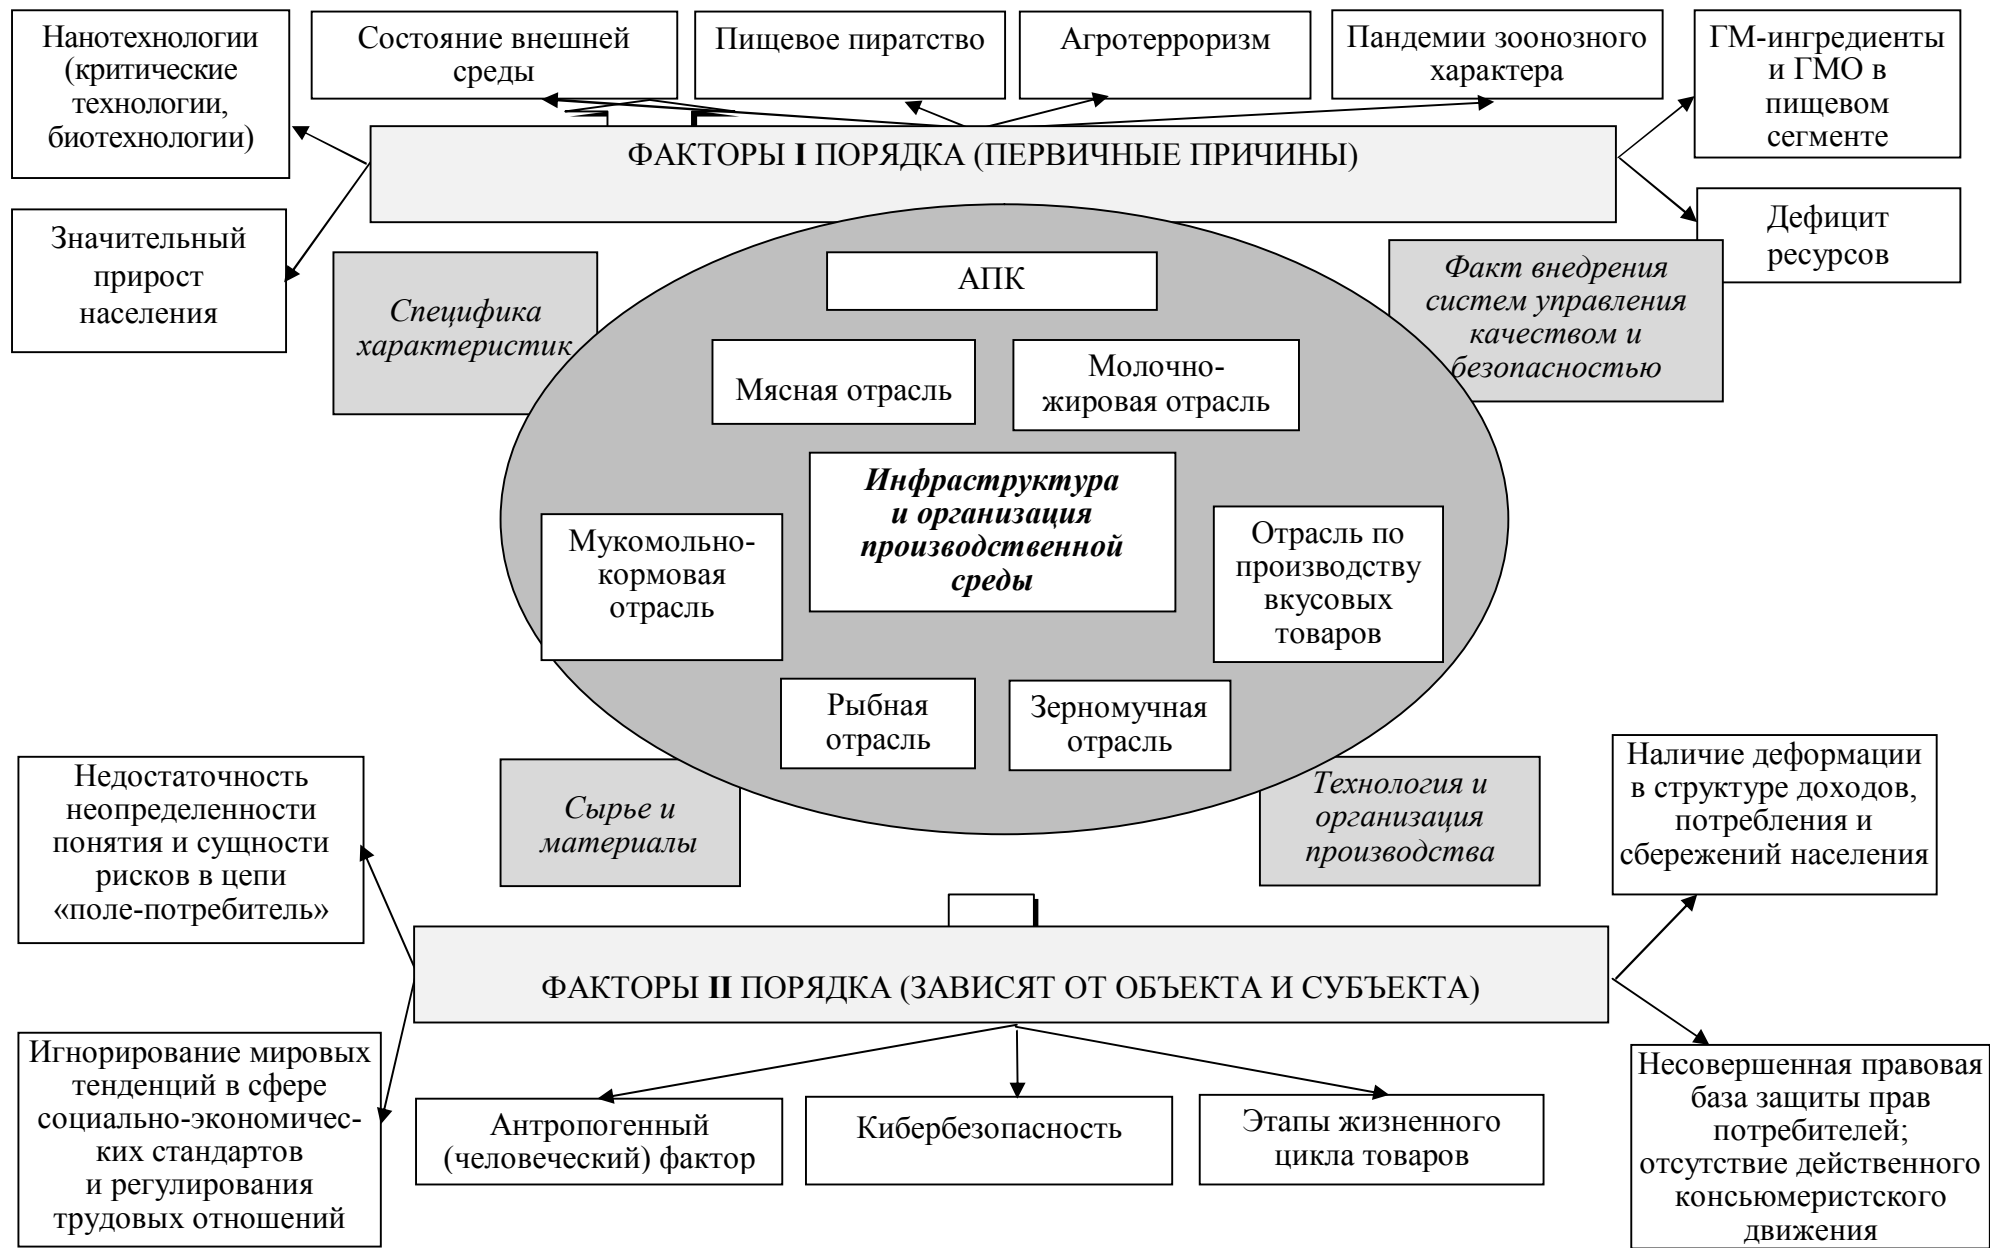 Нанотехнологии
(критические
технологии,
биотехнологии)
Состояние внешней
среды
Пищевое пиратство
Агротерроризм
Пандемии зоонозного
характера
ГМ-ингредиенты
и ГМО в
пищевом
сегменте
ФАКТОРЫ I ПОРЯДКА (ПЕРВИЧНЫЕ ПРИЧИНЫ)
Значительный
прирост
населения
Дефицит
ресурсов
Специфика
характеристик
АПК
Факт внедрения
систем управления
качеством и
безопасностью
Мясная отрасль
Молочно-
жировая отрасль
Инфраструктура
и организация
производственной
среды
Мукомольно-
кормовая
отрасль
Отрасль по
производству
вкусовых
товаров
Рыбная
отрасль
Зерномучная
отрасль
Недостаточность
неопределенности
понятия и сущности
рисков в цепи
«поле-потребитель»
Сырье и
материалы
Технология и
организация
производства
Наличие деформации
в структуре доходов,
потребления и
сбережений населения
ФАКТОРЫ II ПОРЯДКА (ЗАВИСЯТ ОТ ОБЪЕКТА И СУБЪЕКТА)
Игнорирование мировых
тенденций в сфере
социально-экономичес-
ких стандартов
и регулирования
трудовых отношений
Антропогенный
(человеческий) фактор
Кибербезопасность
Этапы жизненного
цикла товаров
Несовершенная правовая
база защиты прав
потребителей;
отсутствие действенного
консьюмеристского
движения